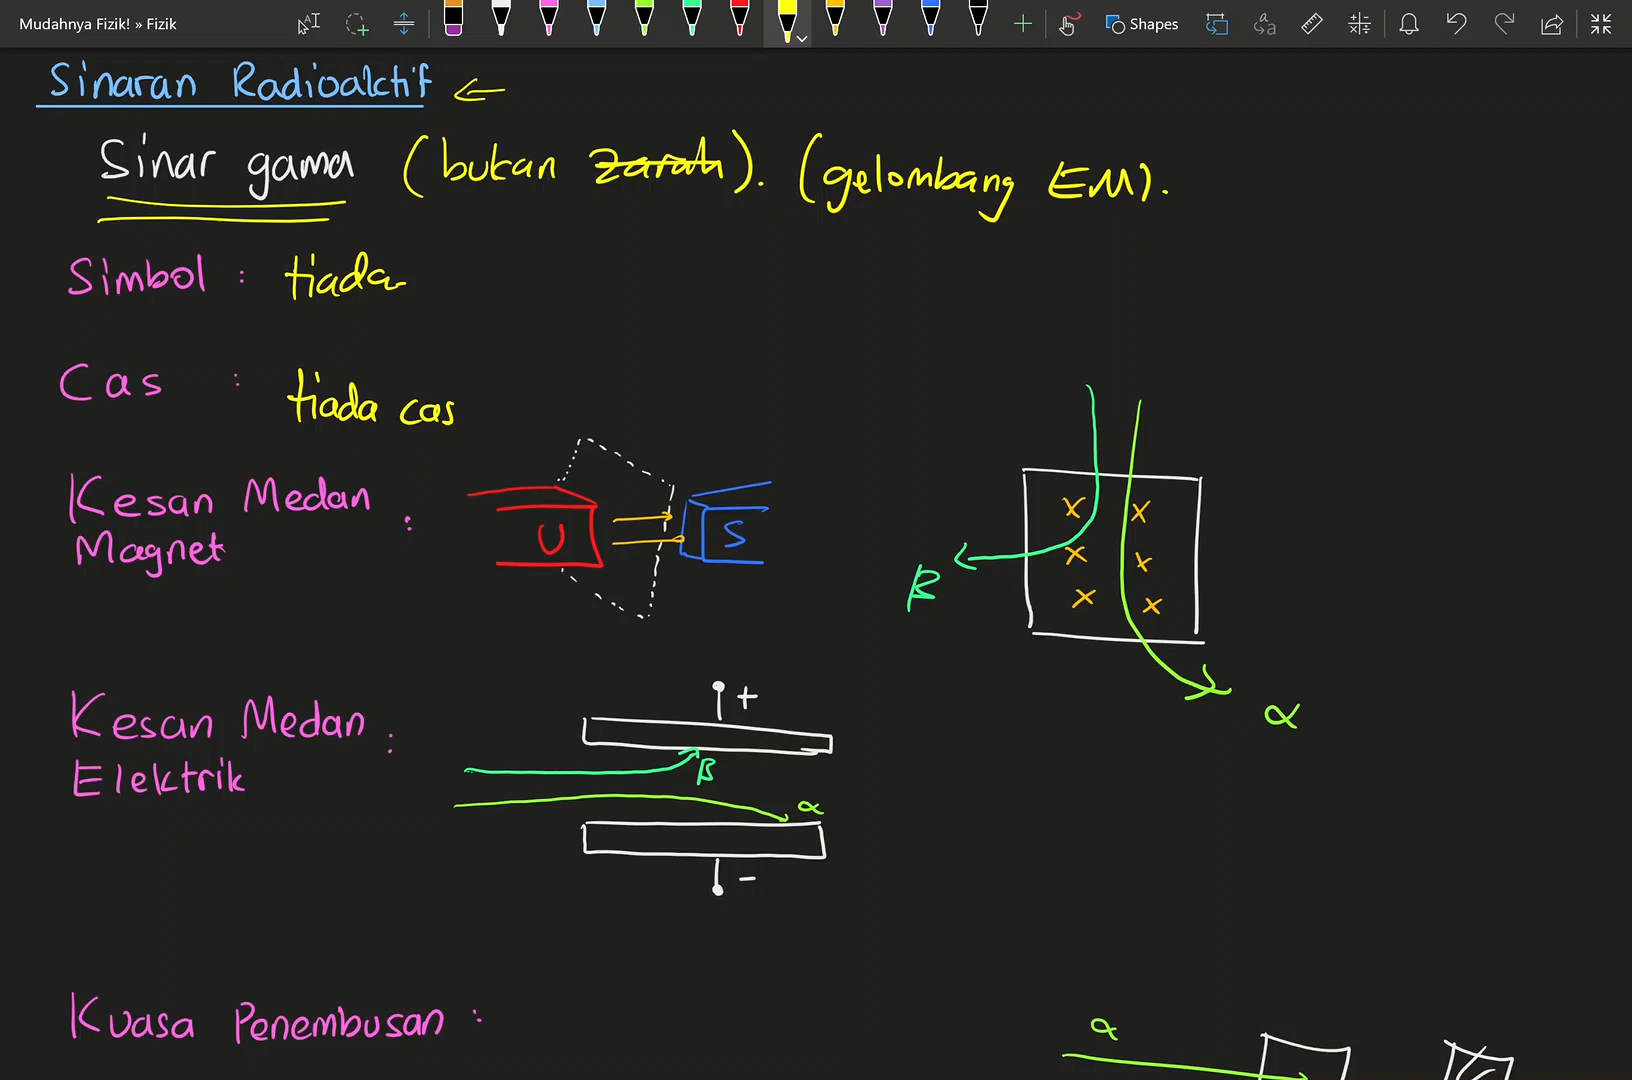 Mudahnya Fizik! » Fizik
Shapes
Sinaran Radioaktif ←
Sinar gama (bukan zarah). (gelombang EM).
Simbol : tiada
Cas : tiada cas
Kesan Medan Magnet :
U S
x x
x x
x x
β
α
Kesan Medan Elektrik :
+
β
α
-
Kuasa Penembusan :
α